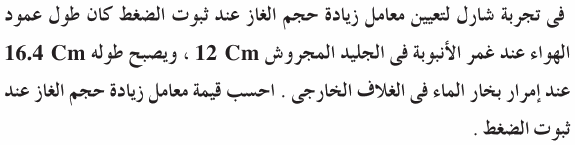 فى تجربة شارل لتعيين معامل زيادة حجم الغاز عند ثبوت الضغط كان طول عمود
الهواء عند غمر الأنبوبة فى الجليد المجروش 12 Cm ، ويصبح طوله 16.4 Cm
عند إمرار بخار الماء فى الغلاف الخارجى . احسب قيمة معامل زيادة حجم الغاز عند
ثبوت الضغط .